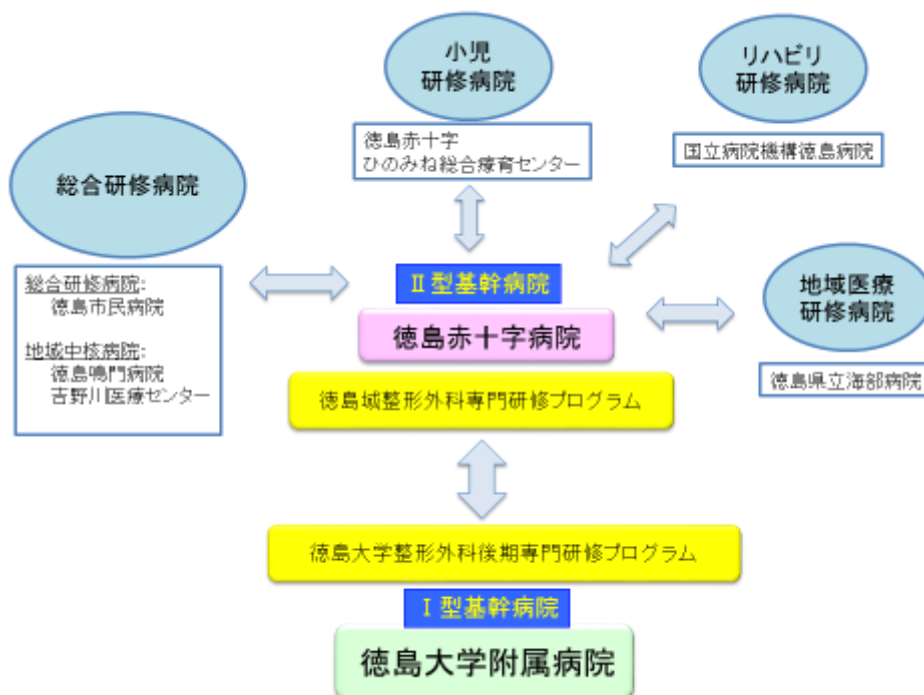 小児
研修病院
徳島赤十字
ひのみね総合療育センター
リハビリ
研修病院
国立病院機構徳島病院
総合研修病院
総合研修病院:
徳島市民病院
地域中核病院:
徳島鳴門病院
吉野川医療センター
地域医療
研修病院
徳島県立海部病院
Ⅱ型基幹病院
徳島赤十字病院
徳島城整形外科専門研修プログラム
徳島大学整形外科後期専門研修プログラム
Ⅰ型基幹病院
徳島大学附属病院